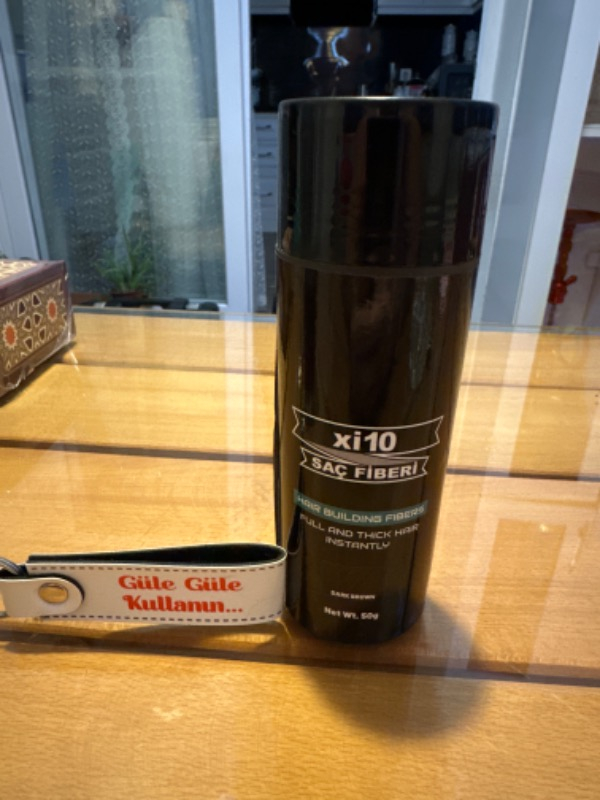 xi10
SAÇ FİBERİ
HAIR BUILDING FIBERS
FULL AND THICK HAIR
INSTANTLY
DARK BROWN
Net Wt. 50g
Güle Güle
Kullanın...